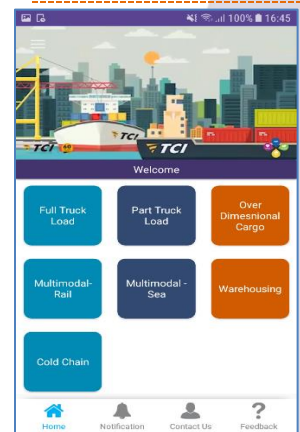 100% 16:45
TCI
TCI
TCI
Welcome
Full Truck
Load
Part Truck
Load
Over
Dimesnional
Cargo
Multimodal-
Rail
Multimodal -
Sea
Warehousing
Cold Chain
Home
Notification
Contact Us
Feedback